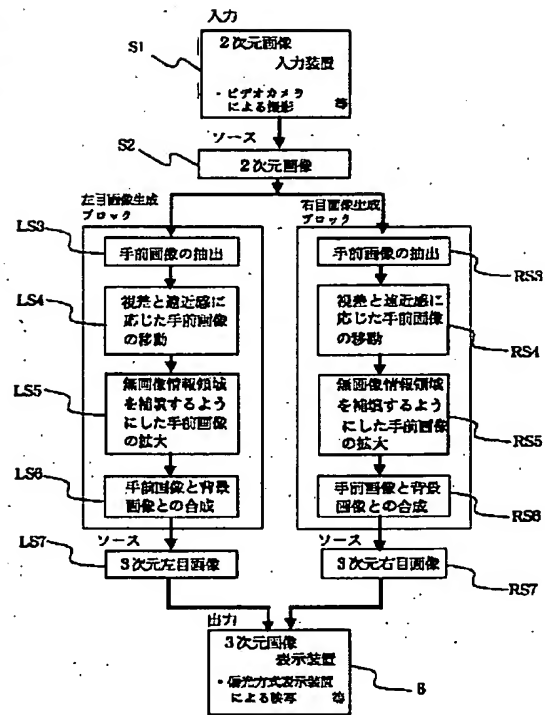 入力
S1
2次元画像
入力装置
・ビデオカメラ
による撮影
等
ソース
S2
2次元画像
左目画像生成
ブロック
LS3
手前画像の抽出
LS4
視差と遠近感に
応じた手前画像
の移動
LS5
無画像情報領域
を補填するよう
にした手前画像
の拡大
LS6
手前画像と背景
画像との合成
ソース
LS7
3次元左目画像
右目画像生成
ブロック
手前画像の抽出
RS3
視差と遠近感に
応じた手前画像
の移動
RS4
無画像情報領域
を補填するよう
にした手前画像
の拡大
RS5
手前画像と背景
画像との合成
RS6
ソース
3次元右目画像
RS7
出力
3次元画像
表示装置
・偏光方式表示装置
による映写
等
8